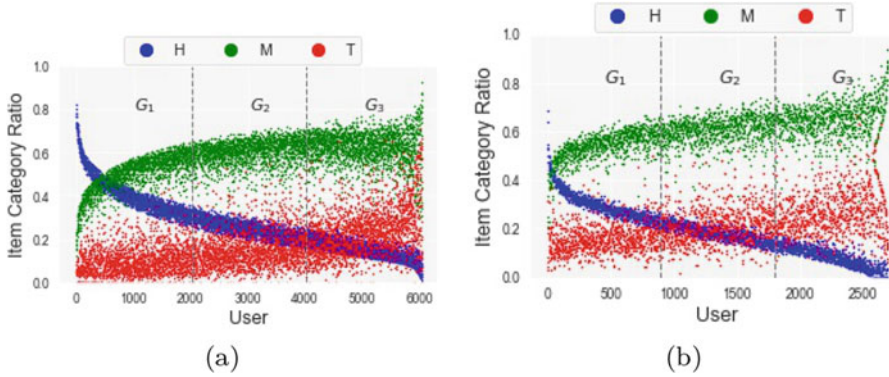 H M T
1.0
0.8
0.6
0.4
0.2
0.0
Item Category Ratio
G1 G2 G3
0 1000 2000 3000 4000 5000 6000
User
(a)
H M T
1.0
0.8
0.6
0.4
0.2
0.0
Item Category Ratio
G1 G2 G3
0 500 1000 1500 2000 2500
User
(b)